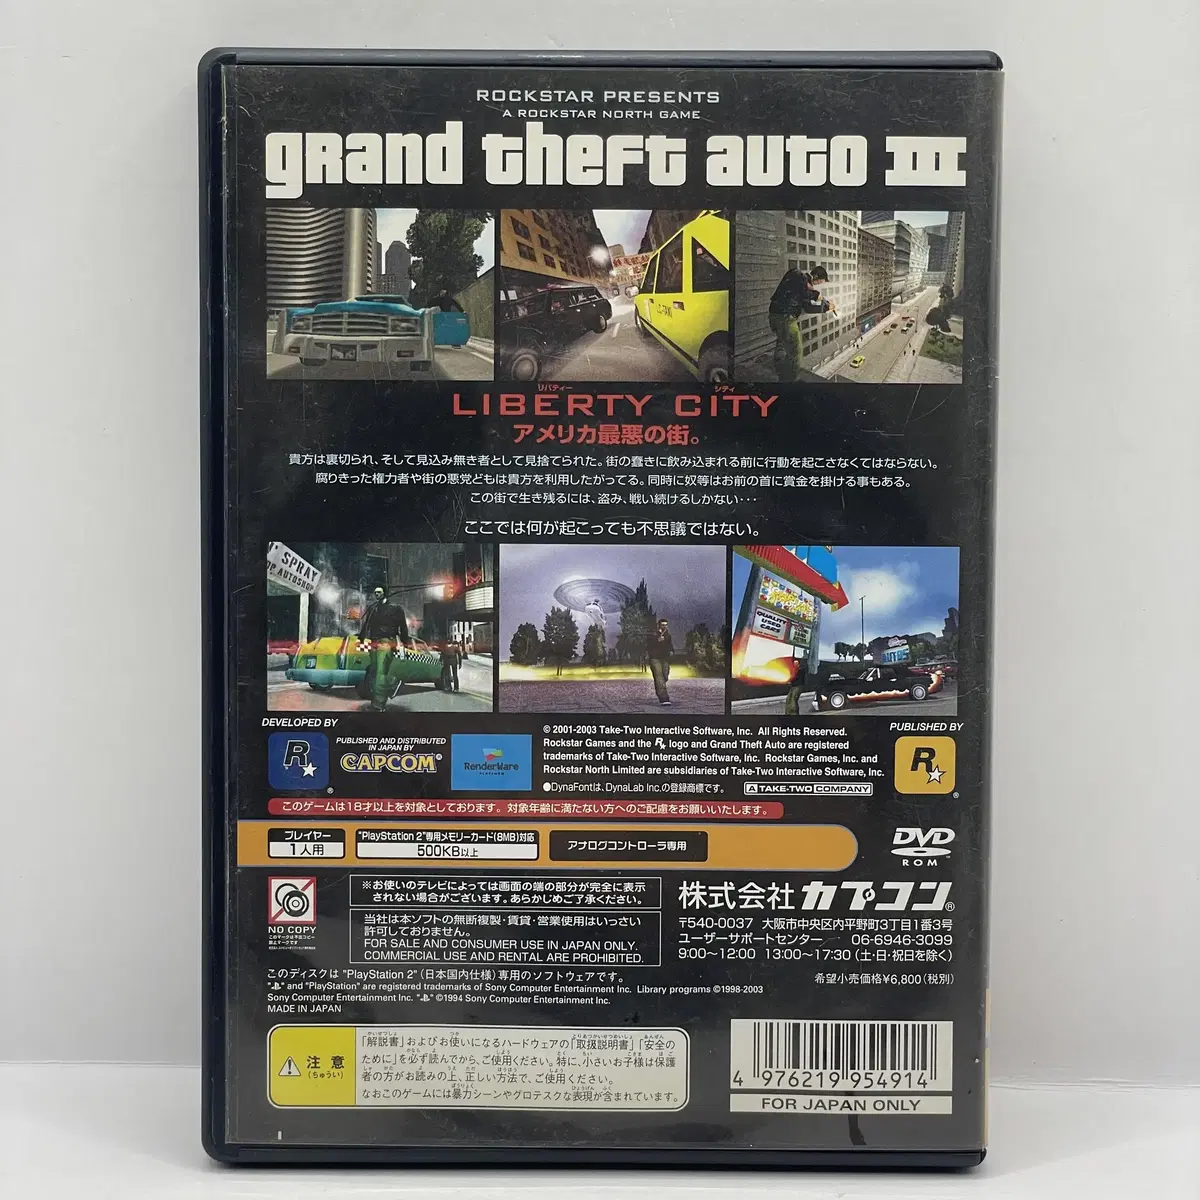 ROCKSTAR PRESENTS
A ROCKSTAR NORTH GAME
grand theft auto III
リバティー シティ
LIBERTY CITY
アメリカ最悪の街。
貴方は裏切られ、そして見込み無き者として見捨てられた。街の蠢きに飲み込まれる前に行動を起こさなくてはならない。
腐りきった権力者や街の悪党どもは貴方を利用したがってる。同時に奴等はお前の首に賞金を掛ける事もある。
この街で生き残るには、盗み、戦い続けるしかない・・・
ここでは何が起こっても不思議ではない。
SPRAY
AUTOSHOP
QUALITY
USED
CARS
DEVELOPED BY
R
PUBLISHED AND DISTRIBUTED
IN JAPAN BY
CAPCOM®
RenderWare
© 2001-2003 Take-Two Interactive Software, Inc. All Rights Reserved.
Rockstar Games and the R logo and Grand Theft Auto are registered
trademarks of Take-Two Interactive Software, Inc. Rockstar Games, Inc. and
Rockstar North Limited are subsidiaries of Take-Two Interactive Software, Inc.
●DynaFontは、DynaLab Inc.の登録商標です。
A TAKE-TWO COMPANY
PUBLISHED BY
R
このゲームは18才以上を対象としております。対象年齢に満たない方へのご配慮をお願いいたします。
プレイヤー
1人用
"PlayStation 2"専用メモリーカード(8MB)対応
500KB以上
アナログコントローラ専用
DVD
ROM
NO COPY
※お使いのテレビによっては画面の端の部分が完全に表示
されない場合がございます。あらかじめご了承ください。
当社は本ソフトの無断複製・賃貸・営業使用はいっさい
許可しておりません。
FOR SALE AND CONSUMER USE IN JAPAN ONLY.
COMMERCIAL USE AND RENTAL ARE PROHIBITED.
株式会社カプコン®
〒540-0037 大阪市中央区内平野町3丁目1番3号
ユーザーサポートセンター 06-6946-3099
9:00～12:00 13:00～17:30(土・日・祝日を除く)
希望小売価格¥6,800(税別)
このディスクは "PlayStation 2"(日本国内仕様)専用のソフトウェアです。
" " and "PlayStation" are registered trademarks of Sony Computer Entertainment Inc. Library programs ©1998-2003
Sony Computer Entertainment Inc. " " ©1994 Sony Computer Entertainment Inc.
MADE IN JAPAN
注意
(ちゅうい)
「解説書」およびお使いになるハードウェアの「取扱説明書」「安全の
ために」を必ず読んでから、ご使用ください。特に、小さいお子様は保護
者の方がお読みの上、正しい方法で、ご使用ください。
なおこのゲームには暴力シーンやグロテスクな表現が含まれています。
4 976219 954914
FOR JAPAN ONLY